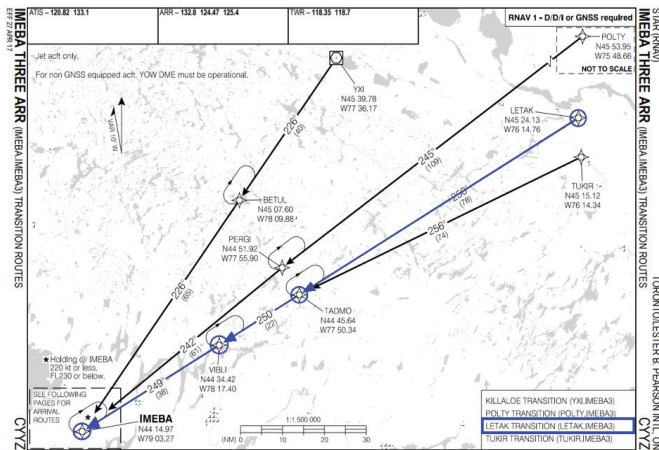 STAR (RNAV)
IMEBA THREE ARR (IMEBA.IMEBA3) TRANSITION ROUTES
EFF 27 APR 17
CYYZ
ATIS – 120.82 133.1
ARR – 132.8 124.47 125.4
TWR – 118.35 118.7
RNAV 1 - D/D/I or GNSS required
Jet acft only.
For non GNSS equipped acft. YOW DME must be operational.
VAR 10° W
POLTY
N45 53.95
W75 48.66
NOT TO SCALE
YXI
N45 39.78
W77 36.17
LETAK
N45 24.13
W76 14.76
226°
(40)
245°
(109)
TUKIR
N45 15.12
W76 14.34
(78)
256°
(74)
BETUL
N45 07.60
W78 09.88
PERGI
N44 51.92
W77 55.90
226°
(65)
TADMO
N44 45.64
W77 50.34
250°
(22)
242°
(61)
VIBLI
N44 34.42
W78 17.40
249°
(38)
★Holding @ IMEBA
220 kt or less.
FL230 or below.
SEE FOLLOWING
PAGES FOR
ARRIVAL
ROUTES
★
IMEBA
N44 14.97
W79 03.27
1:1,500,000
(NM) 0 10 20 30
KILLALOE TRANSITION (YXI.IMEBA3)
POLTY TRANSITION (POLTY.IMEBA3)
LETAK TRANSITION (LETAK.IMEBA3)
TUKIR TRANSITION (TUKIR.IMEBA3)
STAR (RNAV)
IMEBA THREE ARR (IMEBA.IMEBA3) TRANSITION ROUTES
TORONTO/LESTER B. PEARSON INTL, ON
CYYZ